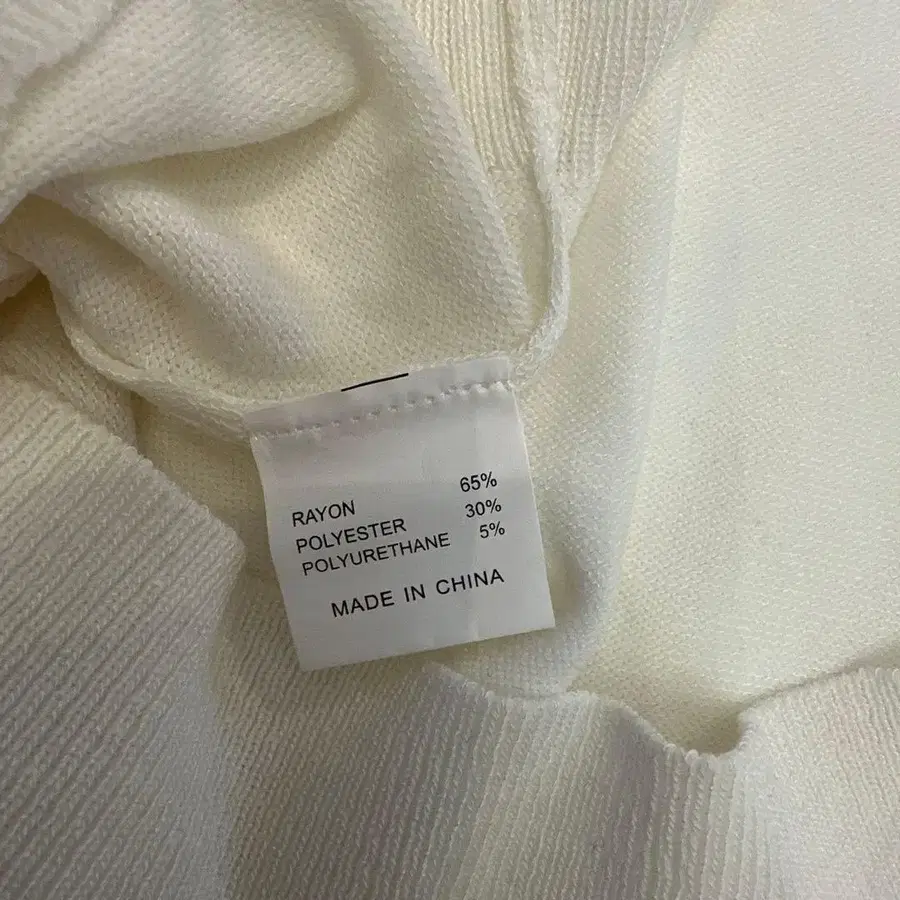 RAYON 65%
POLYESTER 30%
POLYURETHANE 5%
MADE IN CHINA